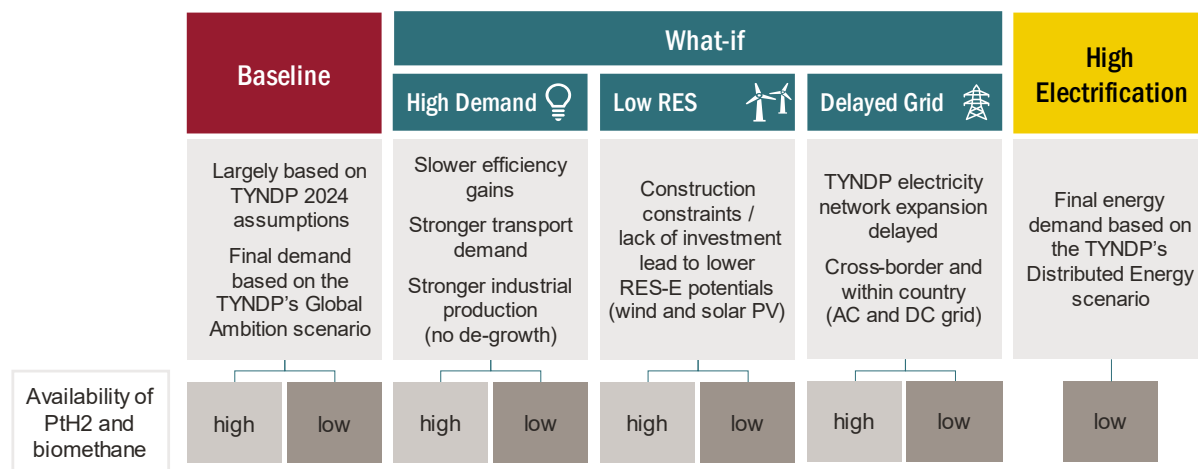 Baseline
What-if
High
Electrification
High Demand
Low RES
Delayed Grid
Largely based on
TYNDP 2024
assumptions
Final demand
based on the
TYNDP's Global
Ambition scenario
Slower efficiency
gains
Stronger transport
demand
Stronger industrial
production
(no de-growth)
Construction
constraints /
lack of investment
lead to lower
RES-E potentials
(wind and solar PV)
TYNDP electricity
network expansion
delayed
Cross-border and
within country
(AC and DC grid)
Final energy
demand based on
the TYNDP's
Distributed Energy
scenario
Availability of
PtH2 and
biomethane
high
low
high
low
high
low
high
low
low